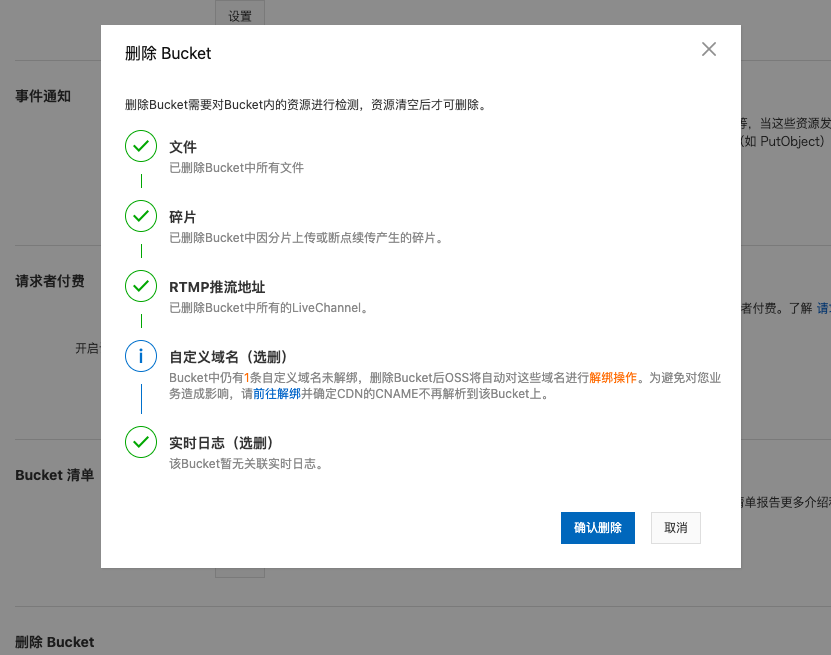 设置
删除 Bucket
事件通知
删除Bucket需要对Bucket内的资源进行检测，资源清空后才可删除。
等，当这些资源发
(如 PutObject）
文件
已删除Bucket中所有文件
碎片
已删除Bucket中因分片上传或断点续传产生的碎片。
请求者付费
RTMP推流地址
已删除Bucket中所有的LiveChannel。
者付费。了解 请求
开启
自定义域名（选删）
Bucket中仍有1条自定义域名未解绑，删除Bucket后OSS将自动对这些域名进行解绑操作。为避免对您业
务造成影响，请前往解绑并确定CDN的CNAME不再解析到该Bucket上。
实时日志（选删）
该Bucket暂无关联实时日志。
Bucket 清单
清单报告更多介绍
确认删除
取消
删除 Bucket